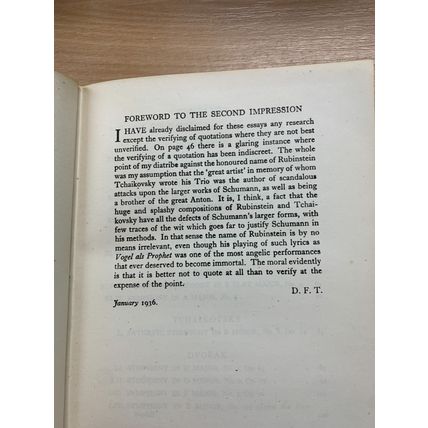 FOREWORD TO THE SECOND IMPRESSION
I HAVE already disclaimed for these essays any research
except the verifying of quotations where they are not best
unverified. On page 46 there is a glaring instance where
the verifying of a quotation has been indiscreet. The whole
point of my diatribe against the honoured name of Rubinstein
was my assumption that the 'great artist' in memory of whom
Tchaikovsky wrote his Trio was the author of scandalous
attacks upon the larger works of Schumann, as well as being
a brother of the great Anton. It is, I think, a fact that the
huge and splashy compositions of Rubinstein and Tchai-
kovsky have all the defects of Schumann's larger forms, with
few traces of the wit which goes far to justify Schumann in
his methods. In that sense the name of Rubinstein is by no
means irrelevant, even though his playing of such lyrics as
Vogel als Prophet was one of the most angelic performances
that ever deserved to become immortal. The moral evidently
is that it is better not to quote at all than to verify at the
expense of the point.
D. F. T.
January 1936.